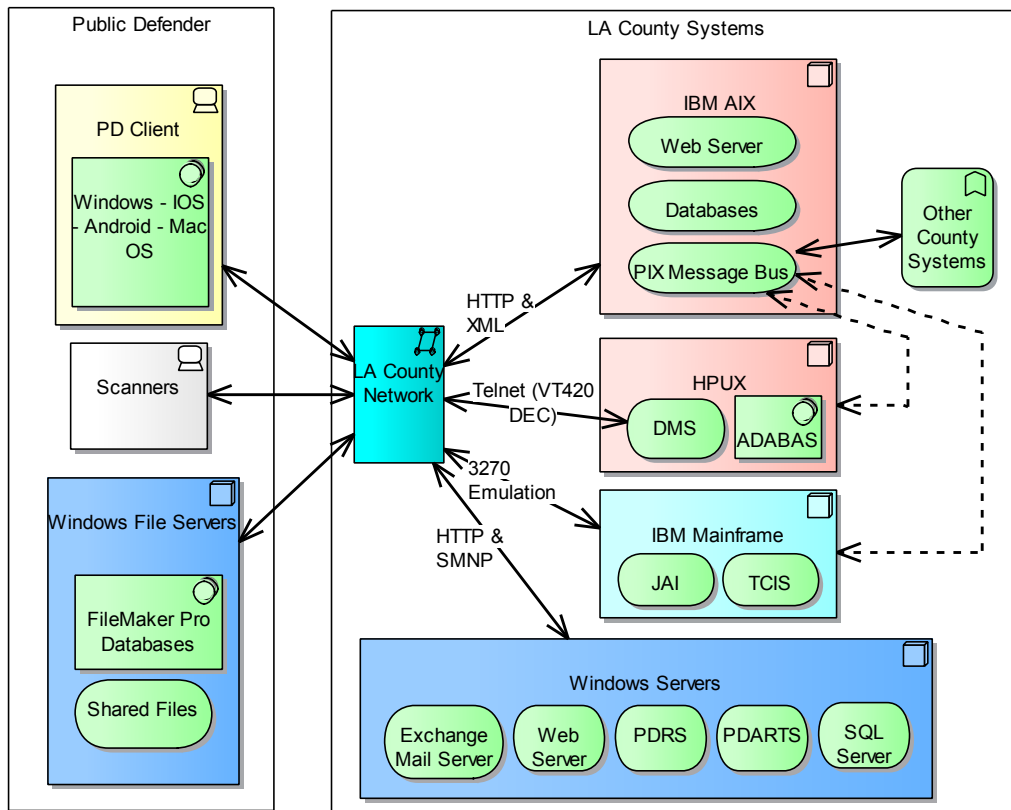 Public Defender
PD Client
Windows - IOS
- Android - Mac
OS
Scanners
Windows File Servers
FileMaker Pro
Databases
Shared Files
LA County
Network
LA County Systems
HTTP &
XML
Telnet (VT420
DEC)
3270
Emulation
HTTP &
SMNP
IBM AIX
Web Server
Databases
PIX Message Bus
Other
County
Systems
HPUX
DMS
ADABAS
IBM Mainframe
JAI
TCIS
Windows Servers
Exchange
Mail Server
Web
Server
PDRS
PDARTS
SQL
Server